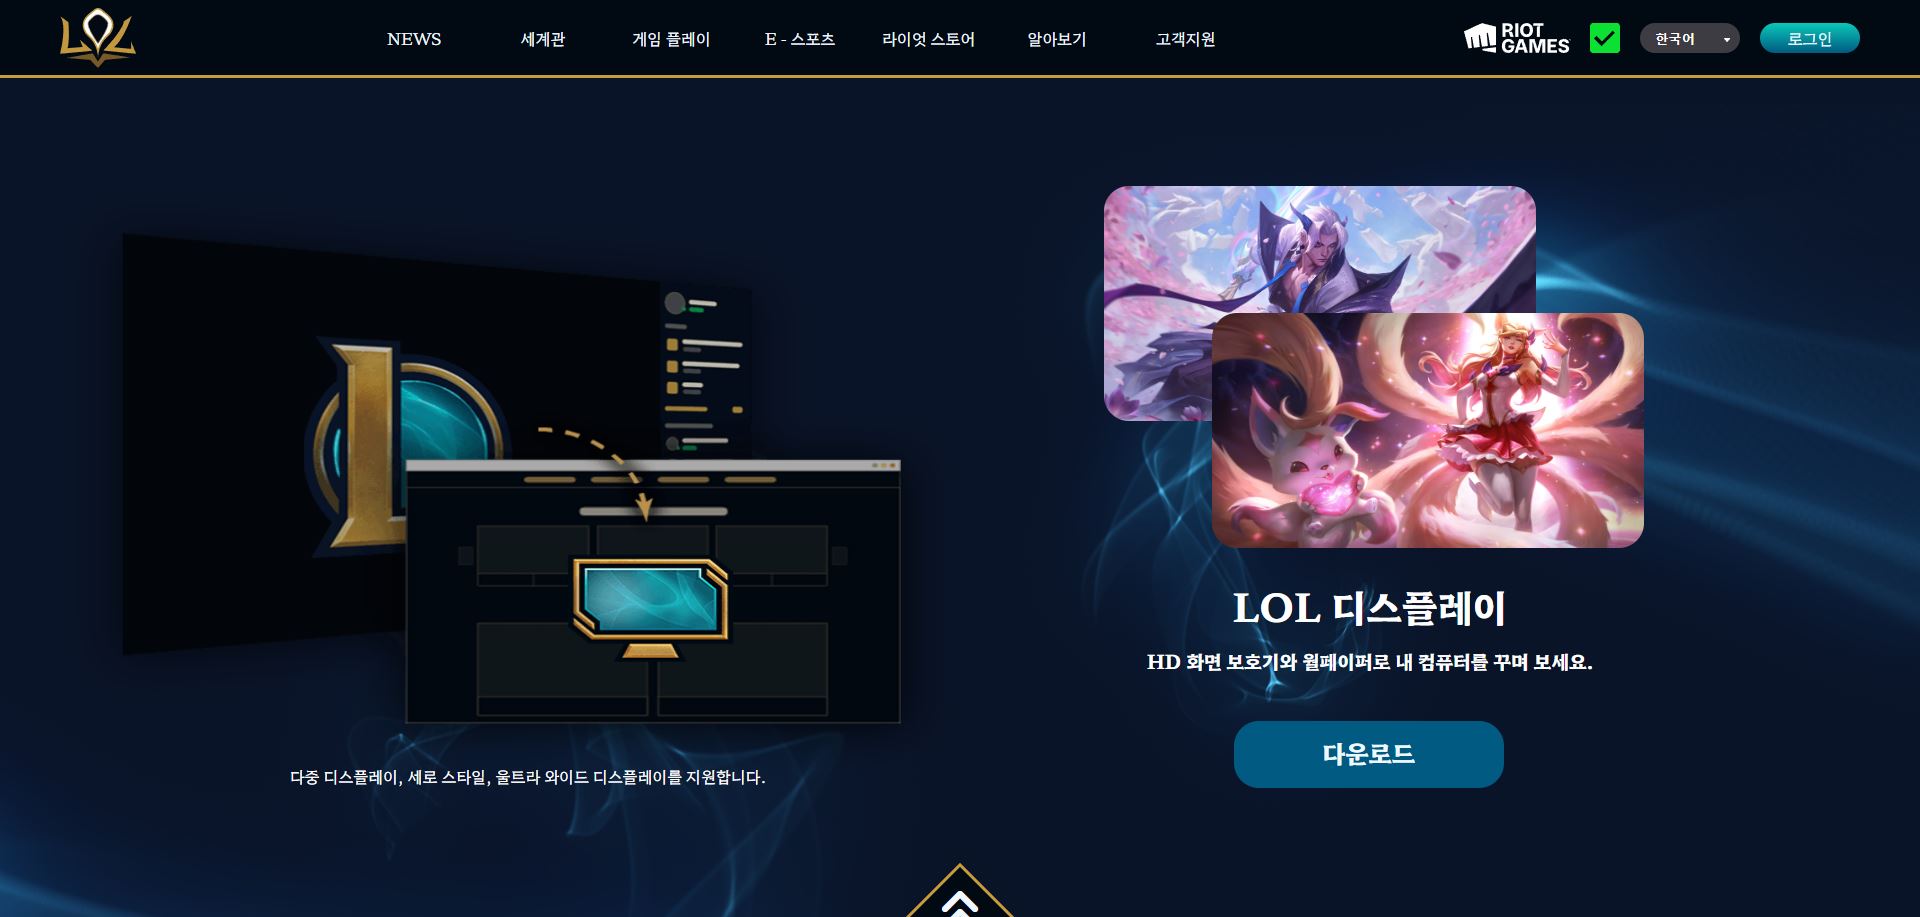 LOL
NEWS
세계관
게임 플레이
E - 스포츠
라이엇 스토어
알아보기
고객지원
RIOT
GAMES
한국어
로그인
LOL 디스플레이
HD 화면 보호기와 월페이퍼로 내 컴퓨터를 꾸며 보세요.
다운로드
다중 디스플레이, 세로 스타일, 울트라 와이드 디스플레이를 지원합니다.